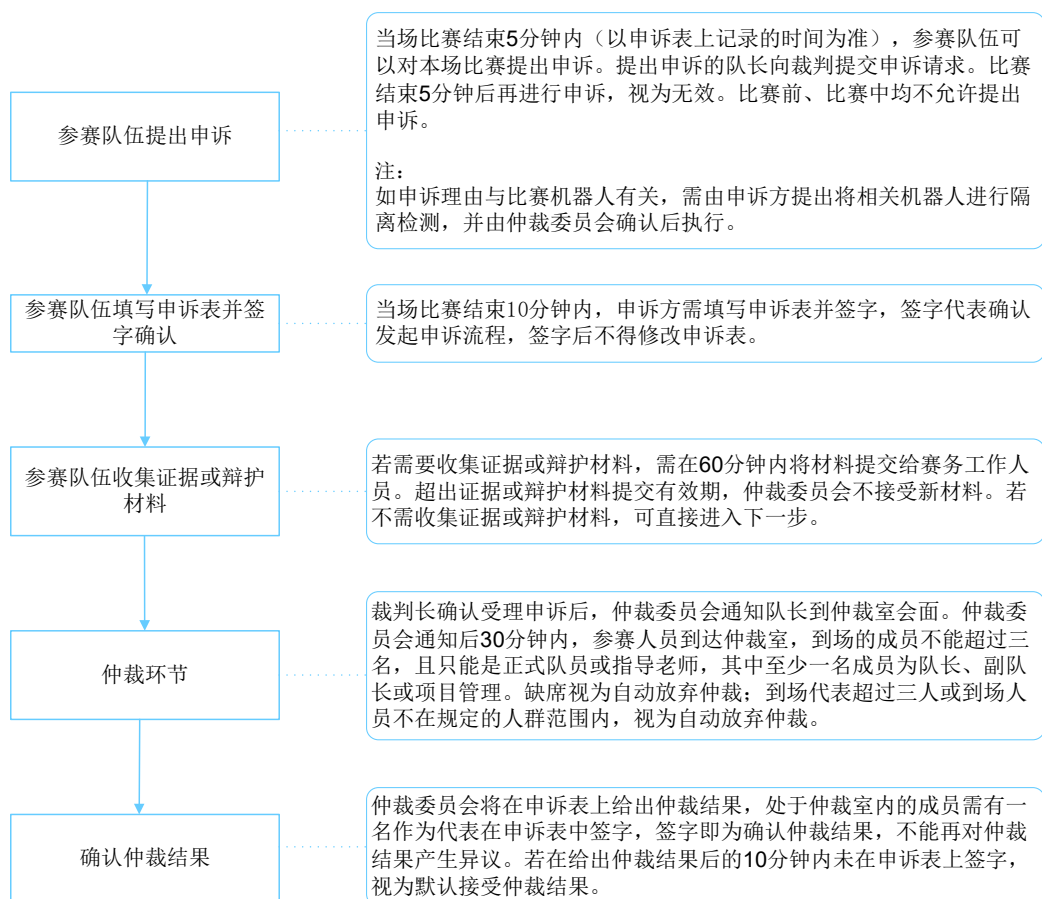 参赛队伍提出申诉
当场比赛结束5分钟内（以申诉表上记录的时间为准），参赛队伍可
以对本场比赛提出申诉。提出申诉的队长向裁判提交申诉请求。比赛
结束5分钟后再进行申诉，视为无效。比赛前、比赛中均不允许提出
申诉。
注：
如申诉理由与比赛机器人有关，需由申诉方提出将相关机器人进行隔
离检测，并由仲裁委员会确认后执行。
参赛队伍填写申诉表并签
字确认
当场比赛结束10分钟内，申诉方需填写申诉表并签字，签字代表确认
发起申诉流程，签字后不得修改申诉表。
参赛队伍收集证据或辩护
材料
若需要收集证据或辩护材料，需在60分钟内将材料提交给赛务工作人
员。超出证据或辩护材料提交有效期，仲裁委员会不接受新材料。若
不需收集证据或辩护材料，可直接进入下一步。
仲裁环节
裁判长确认受理申诉后，仲裁委员会通知队长到仲裁室会面。仲裁委
员会通知后30分钟内，参赛人员到达仲裁室，到场的成员不能超过三
名，且只能是正式队员或指导老师，其中至少一名成员为队长、副队
长或项目管理。缺席视为自动放弃仲裁；到场代表超过三人或到场人
员不在规定的人群范围内，视为自动放弃仲裁。
确认仲裁结果
仲裁委员会将在申诉表上给出仲裁结果，处于仲裁室内的成员需有一
名作为代表在申诉表中签字，签字即为确认仲裁结果，不能再对仲裁
结果产生异议。若在给出仲裁结果后的10分钟内未在申诉表上签字，
视为默认接受仲裁结果。